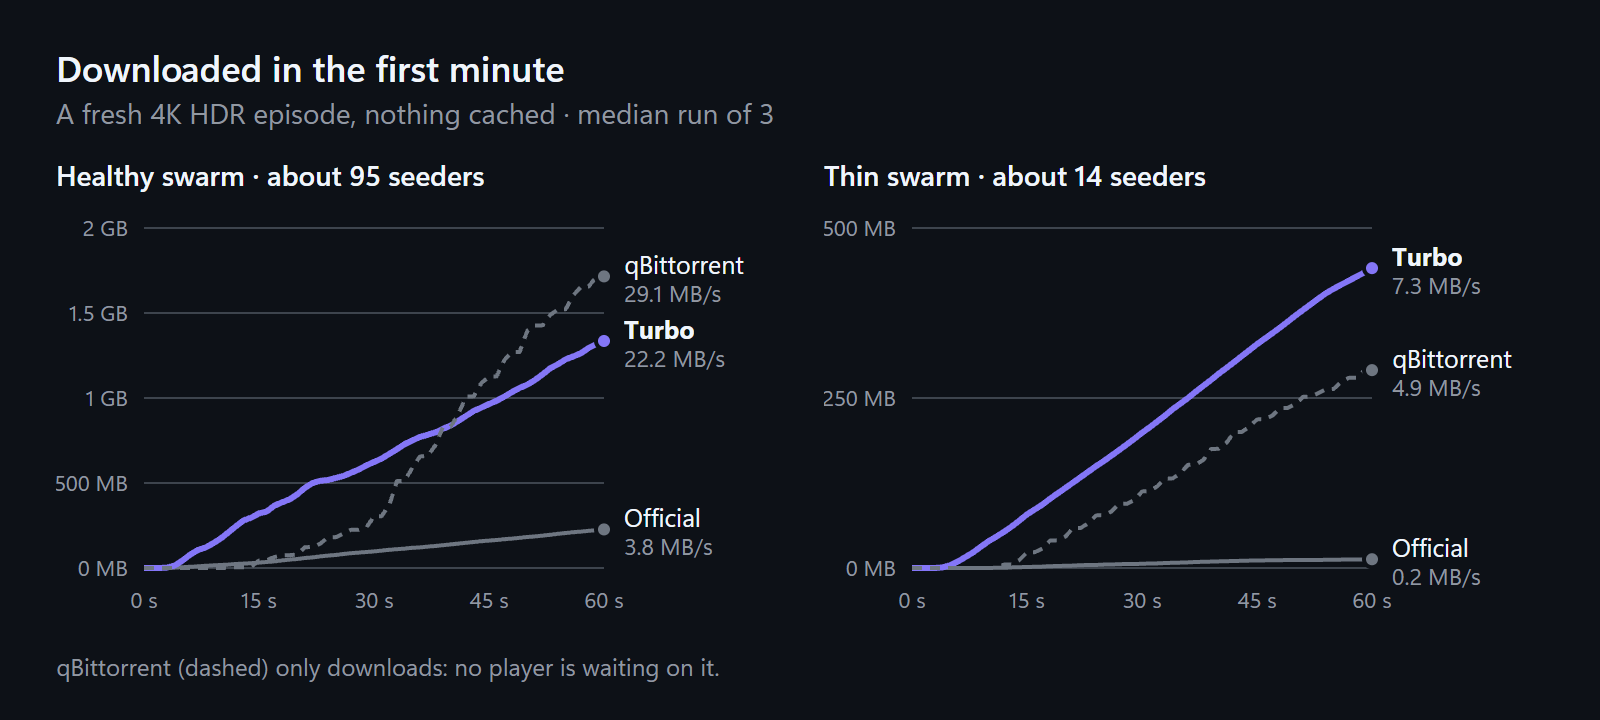 Downloaded in the first minute
A fresh 4K HDR episode, nothing cached · median run of 3
Healthy swarm · about 95 seeders
2 GB
1.5 GB
1 GB
500 MB
0 MB
0 s
15 s
30 s
45 s
60 s
qBittorrent
29.1 MB/s
Turbo
22.2 MB/s
Official
3.8 MB/s
Thin swarm · about 14 seeders
500 MB
250 MB
0 MB
0 s
15 s
30 s
45 s
60 s
Turbo
7.3 MB/s
qBittorrent
4.9 MB/s
Official
0.2 MB/s
qBittorrent (dashed) only downloads: no player is waiting on it.